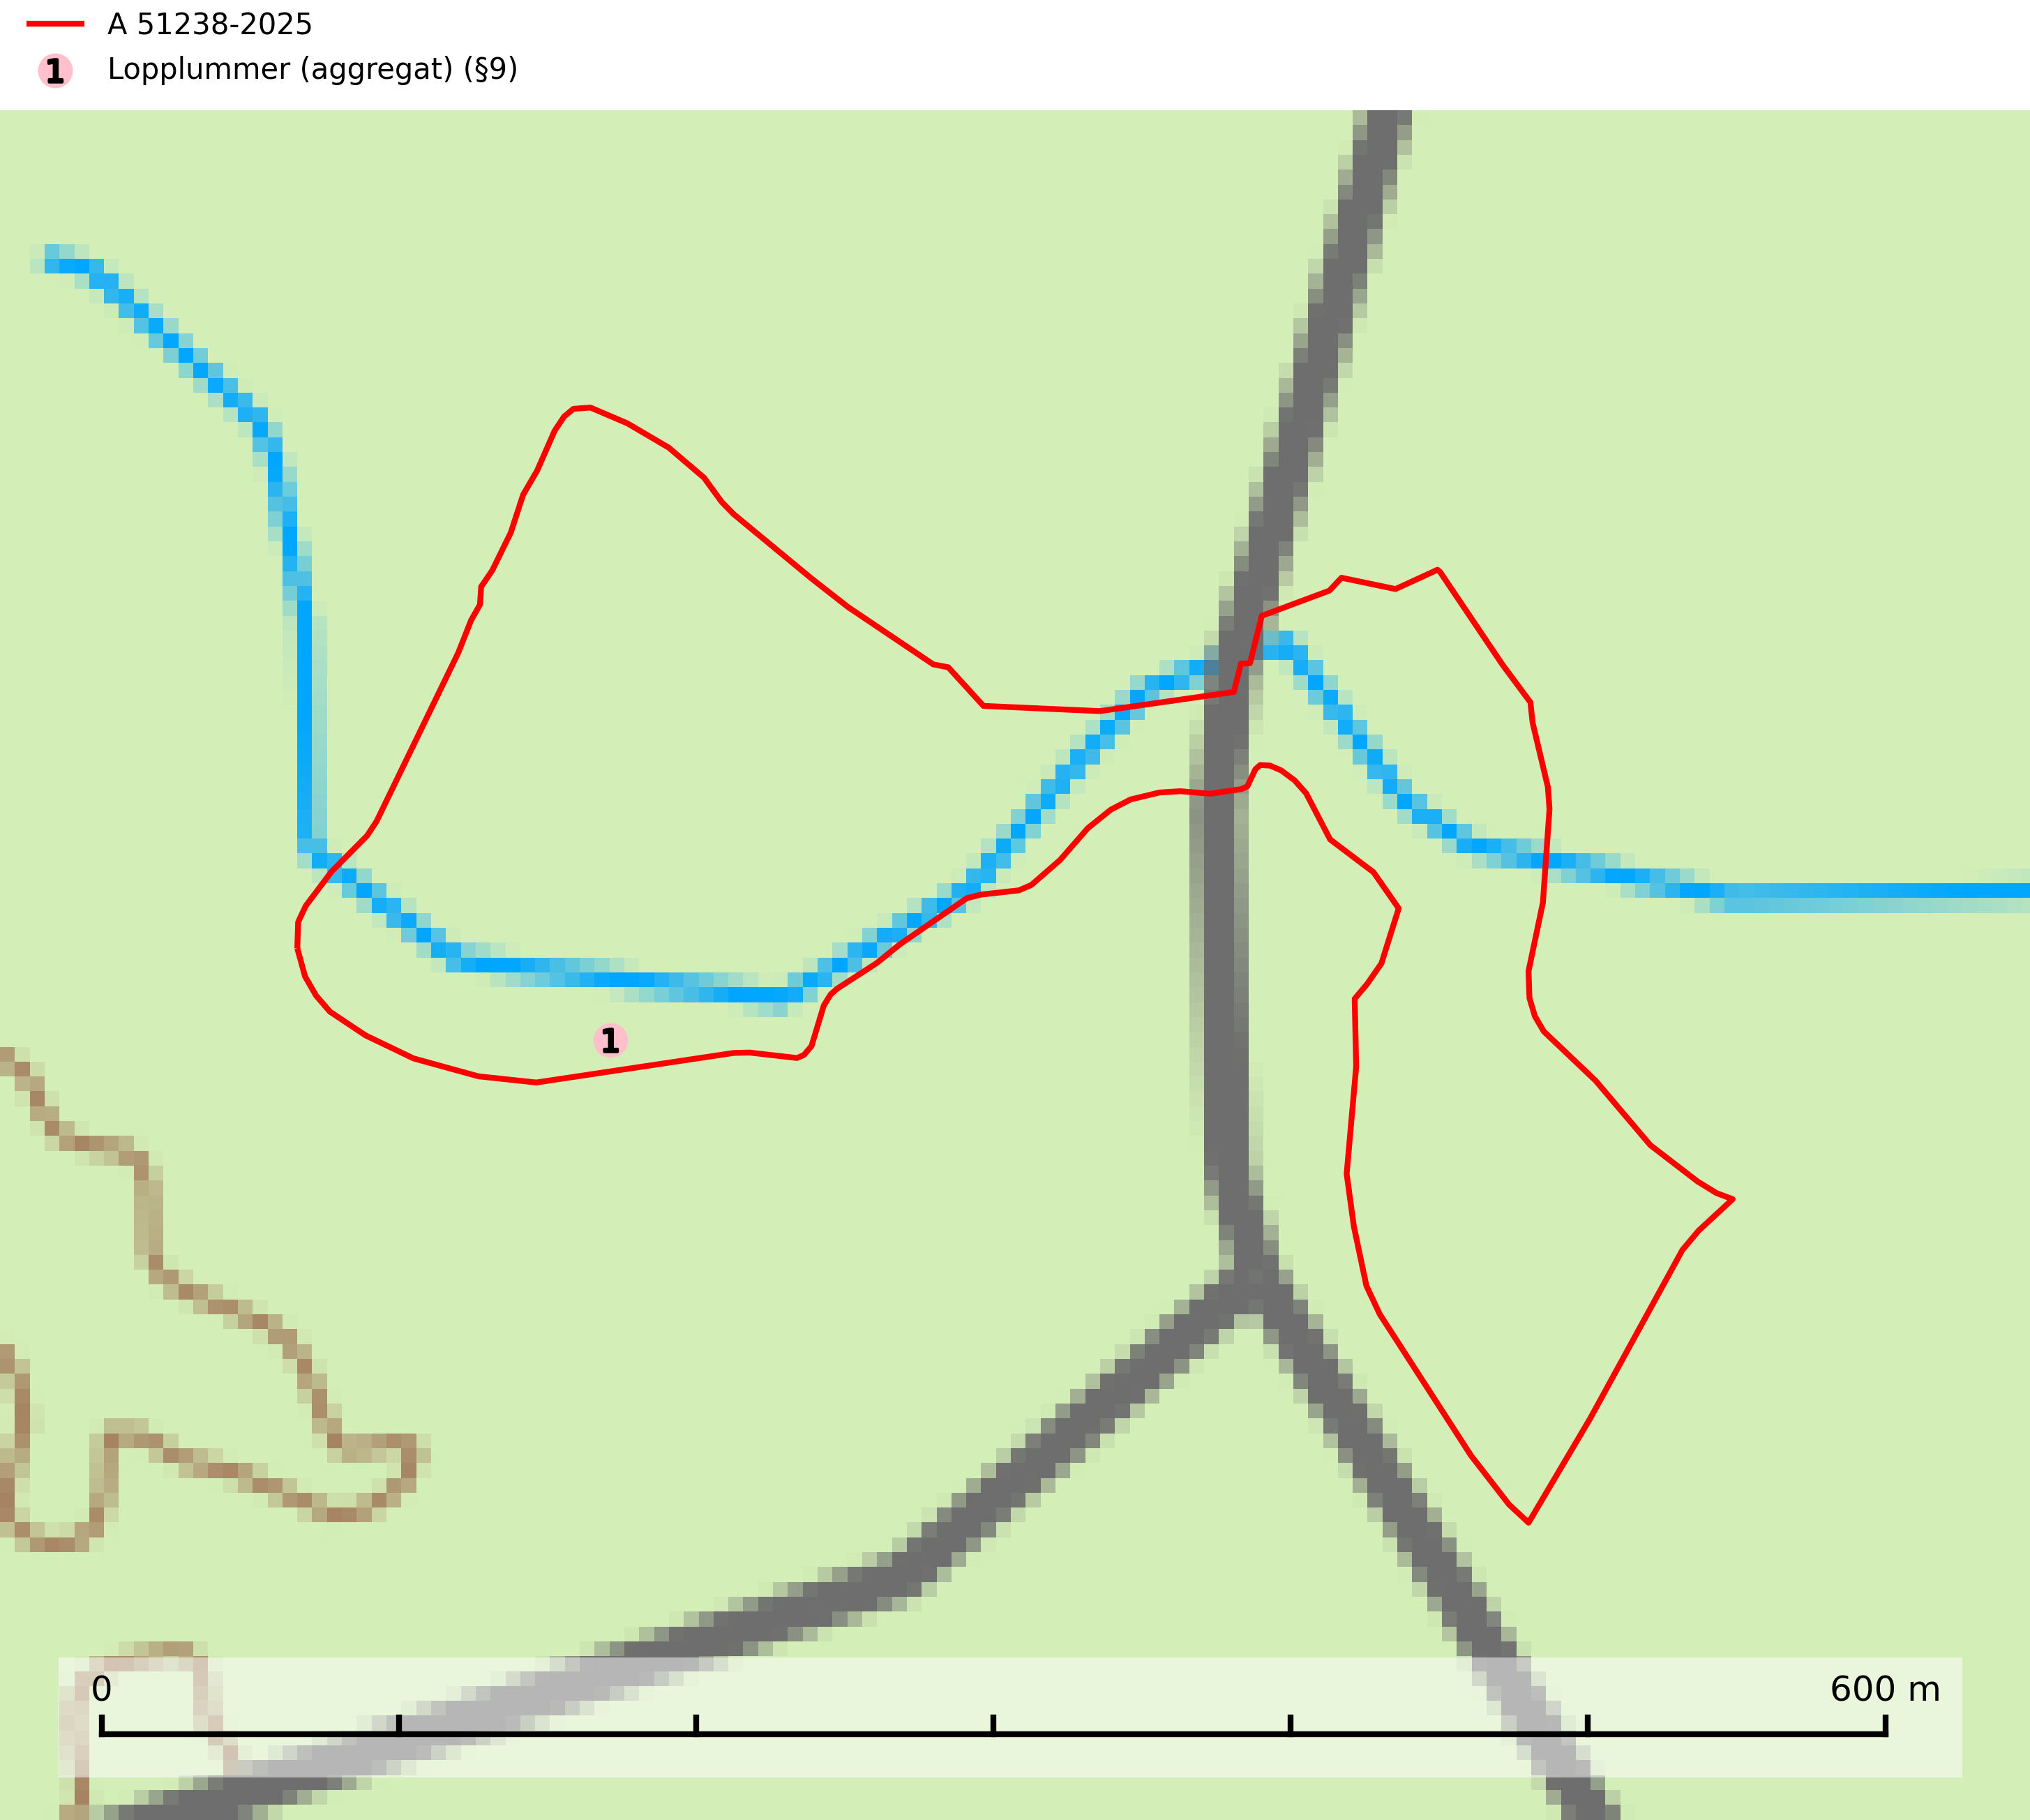 A 51238-2025
1 Lopplummer (aggregat) (§9)
1
0 600 m